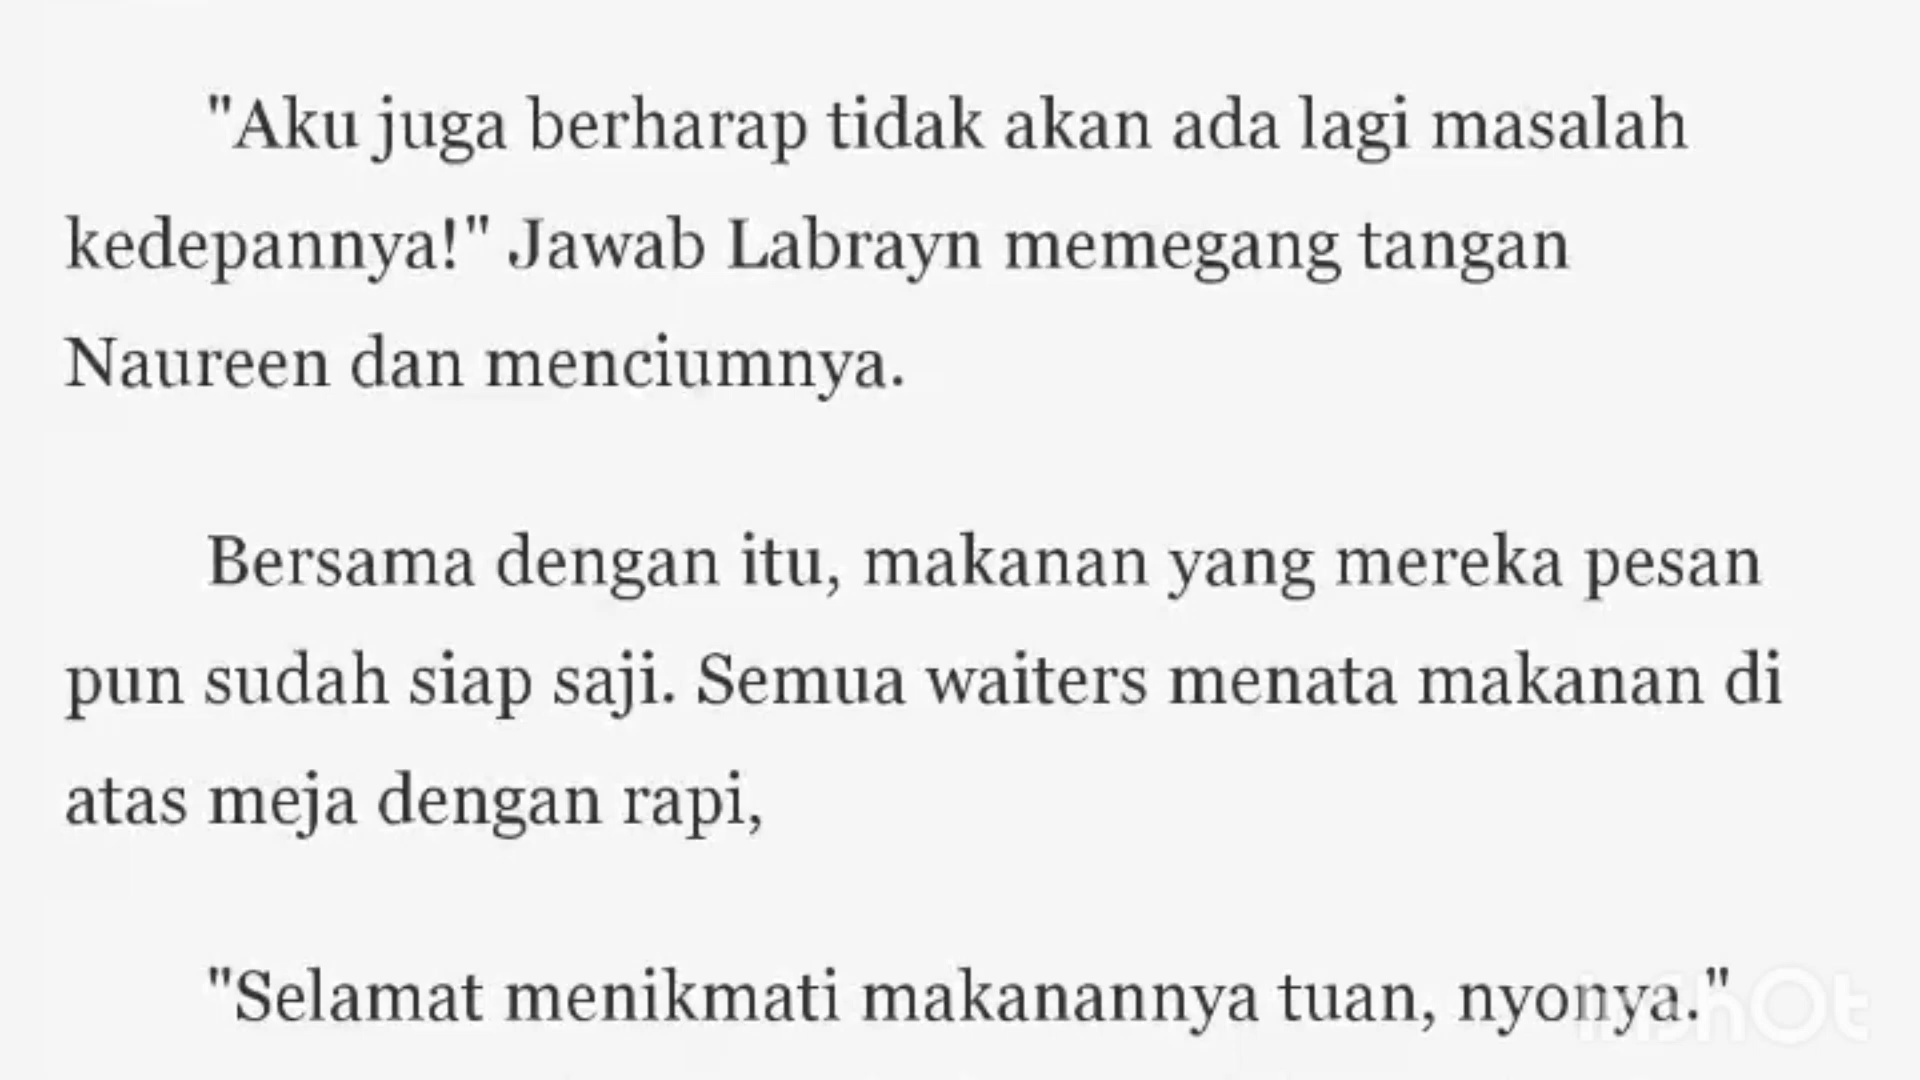 "Aku juga berharap tidak akan ada lagi masalah
kedepannya!" Jawab Labrayn memegang tangan
Naureen dan menciumnya.
Bersama dengan itu, makanan yang mereka pesan
pun sudah siap saji. Semua waiters menata makanan di
atas meja dengan rapi,
"Selamat menikmati makanannya tuan, nyonya."
InShOt